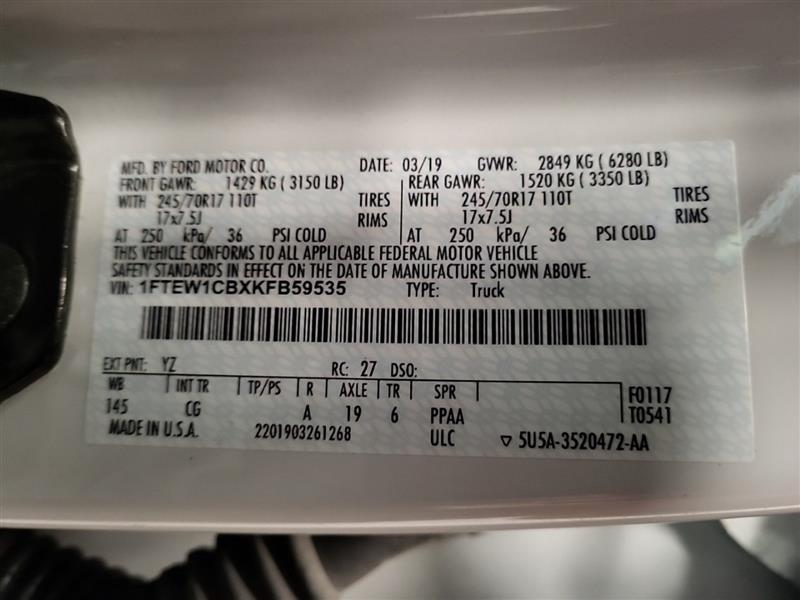 MFD. BY FORD MOTOR CO. DATE: 03/19 GVWR: 2849 KG ( 6280 LB)
FRONT GAWR: 1429 KG ( 3150 LB) REAR GAWR: 1520 KG ( 3350 LB)
WITH 245/70R17 110T TIRES WITH 245/70R17 110T TIRES
17x7.5J RIMS 17x7.5J RIMS
AT 250 kPa/ 36 PSI COLD AT 250 kPa/ 36 PSI COLD
THIS VEHICLE CONFORMS TO ALL APPLICABLE FEDERAL MOTOR VEHICLE
SAFETY STANDARDS IN EFFECT ON THE DATE OF MANUFACTURE SHOWN ABOVE.
VIN: 1FTEW1CBXKFB59535 TYPE: Truck
EXT PNT: YZ RC: 27 DSO:
WB INT TR TP/PS R AXLE TR SPR F0117
145 CG A 19 6 PPAA T0541
MADE IN U.S.A. 2201903261268 ULC ▽ 5U5A-3520472-AA